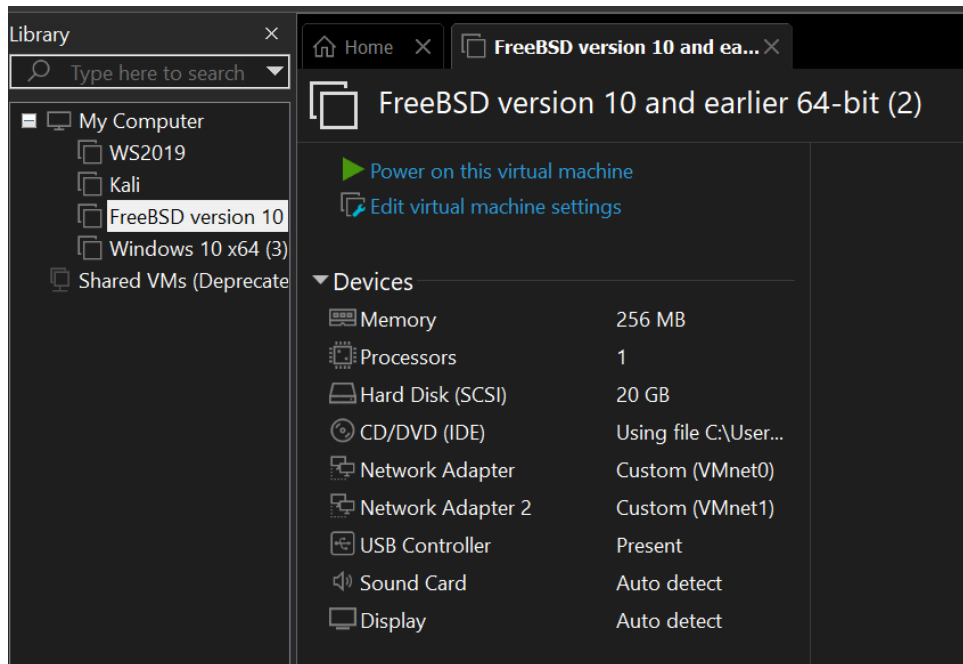 Library
Type here to search
My Computer
WS2019
Kali
FreeBSD version 10
Windows 10 x64 (3)
Shared VMs (Deprecate
Home
FreeBSD version 10 and ea...
FreeBSD version 10 and earlier 64-bit (2)
Power on this virtual machine
Edit virtual machine settings
Devices
Memory 256 MB
Processors 1
Hard Disk (SCSI) 20 GB
CD/DVD (IDE) Using file C:\User...
Network Adapter Custom (VMnet0)
Network Adapter 2 Custom (VMnet1)
USB Controller Present
Sound Card Auto detect
Display Auto detect